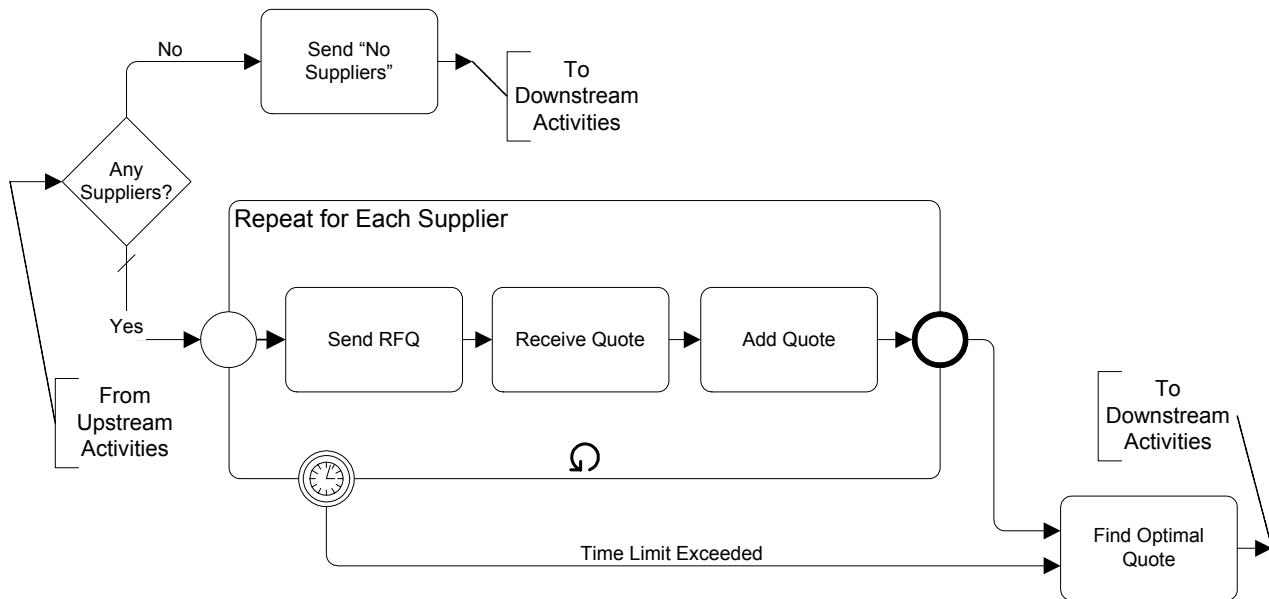 No
Send “No
Suppliers”
To
Downstream
Activities
Any
Suppliers?
Repeat for Each Supplier
Yes
Send RFQ
Receive Quote
Add Quote
From
Upstream
Activities
To
Downstream
Activities
Time Limit Exceeded
Find Optimal
Quote